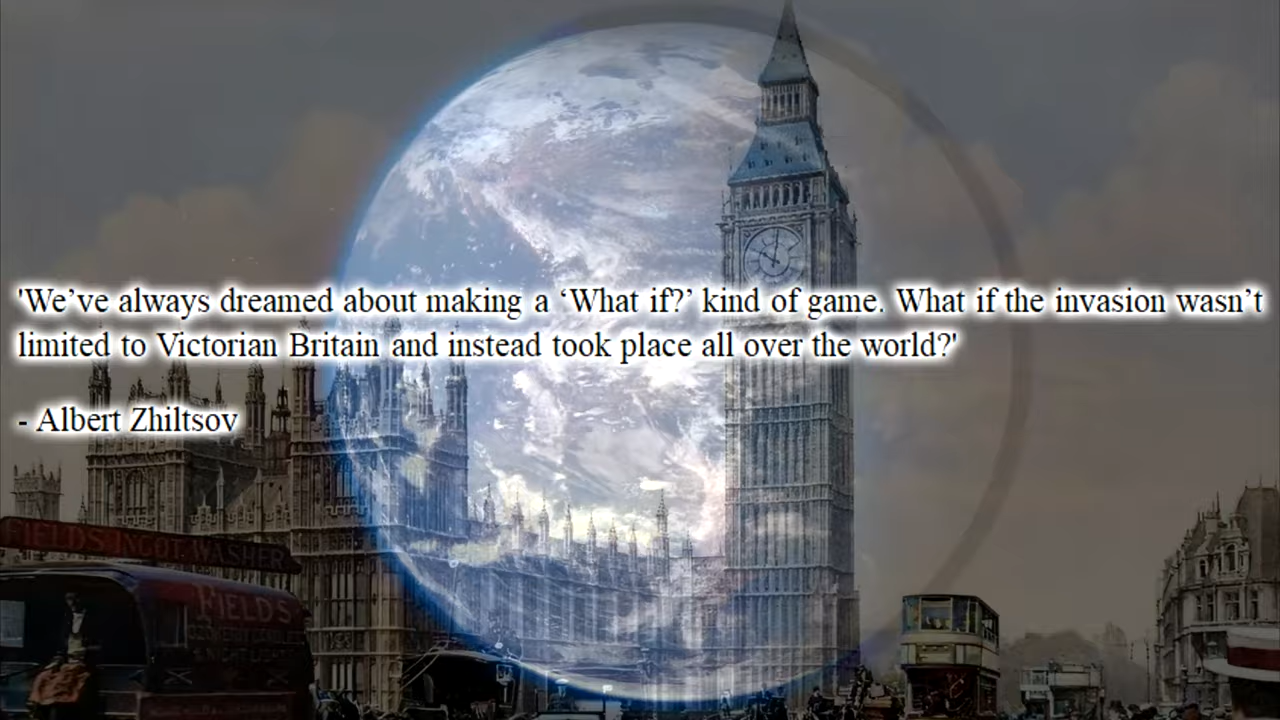 'We’ve always dreamed about making a ‘What if?’ kind of game. What if the invasion wasn’t
limited to Victorian Britain and instead took place all over the world?'
- Albert Zhiltsov
FIELDS INGOT WASHER
FIELDS